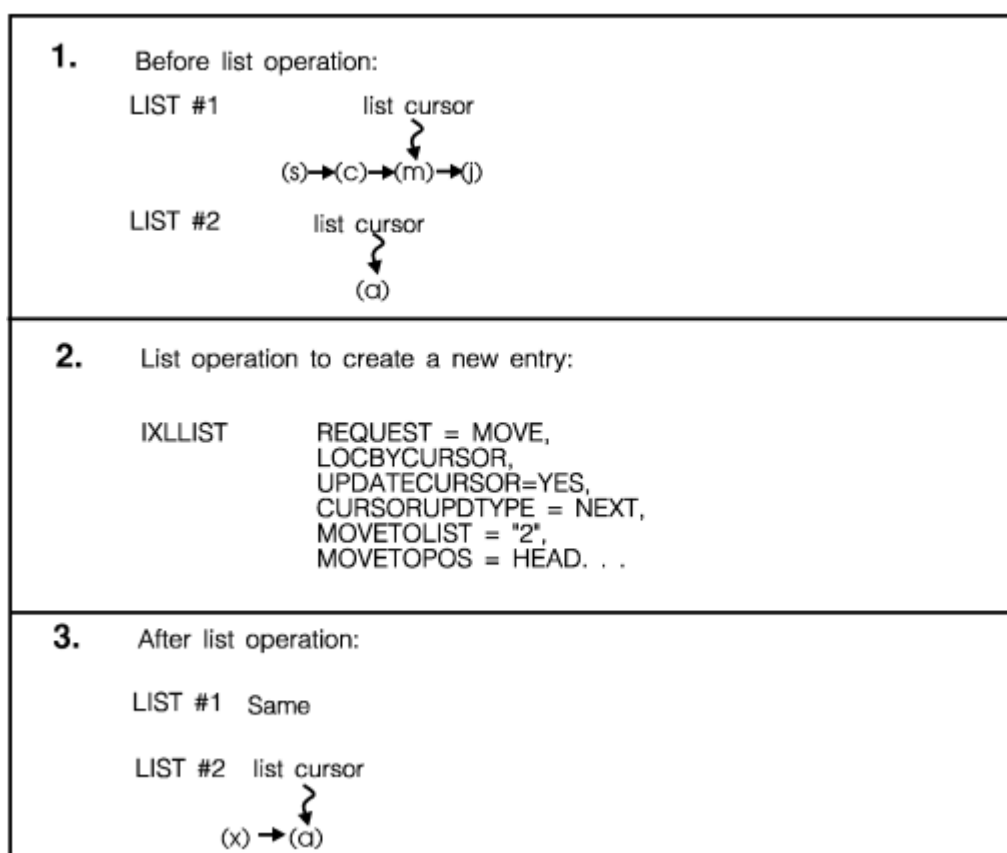 1. Before list operation:
LIST #1 list cursor
(s)→(c)→(m)→(j)
LIST #2 list cursor
(a)
2. List operation to create a new entry:
IXLLIST REQUEST = MOVE,
LOCBYCURSOR,
UPDATECURSOR=YES,
CURSORUPDTYPE = NEXT,
MOVETOLIST = "2",
MOVETOPOS = HEAD. . .
3. After list operation:
LIST #1 Same
LIST #2 list cursor
(x) →(a)